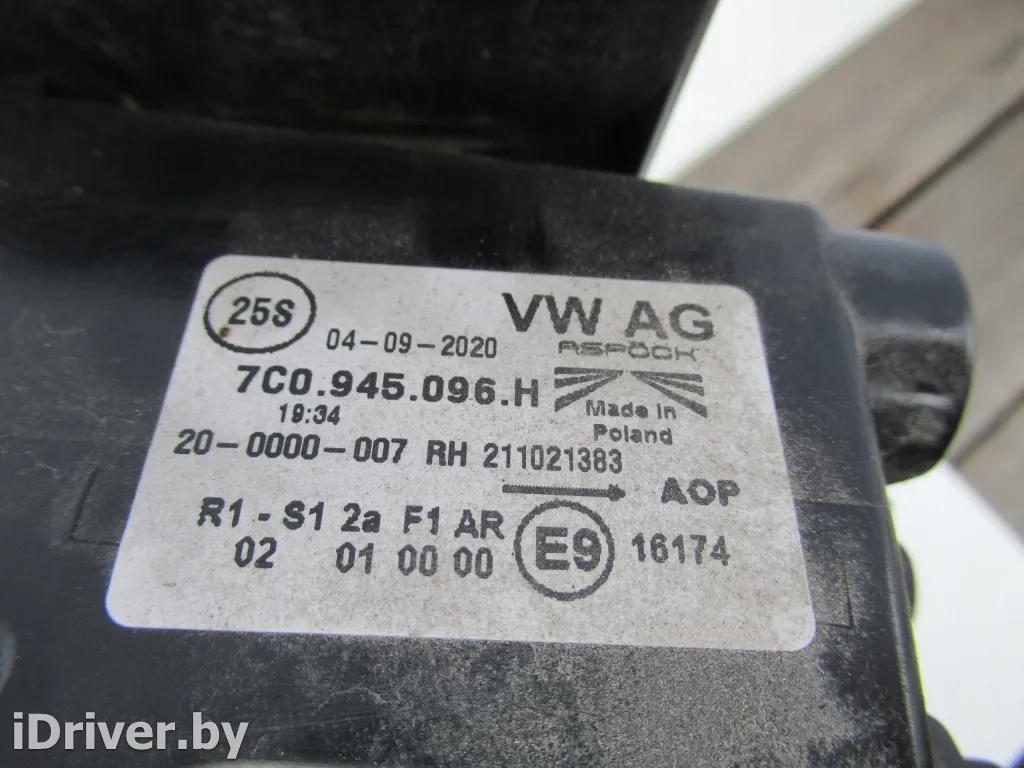 25S
04-09-2020
VW AG
ASPÖCK
7C0.945.096.H
Made in
Poland
19:34
20-0000-007 RH 211021383
AOP
R1 - S1 2a F1 AR
02 01 00 00
E9
16174
iDriver.by